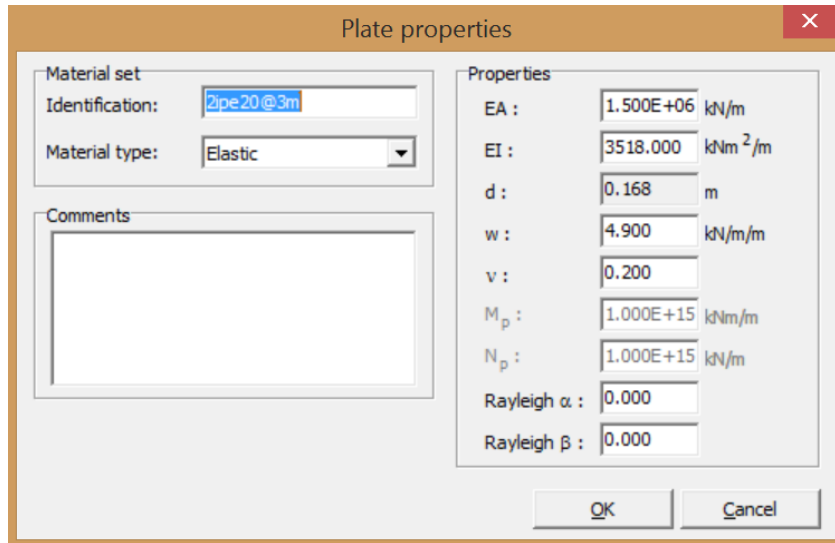 Plate properties
Material set
Identification: 2ipe20@3m
Material type: Elastic
Comments
Properties
EA : 1.500E+06 kN/m
EI : 3518.000 kNm²/m
d : 0.168 m
w : 4.900 kN/m/m
ν : 0.200
Mp : 1.000E+15 kNm/m
Np : 1.000E+15 kN/m
Rayleigh α : 0.000
Rayleigh β : 0.000
OK Cancel